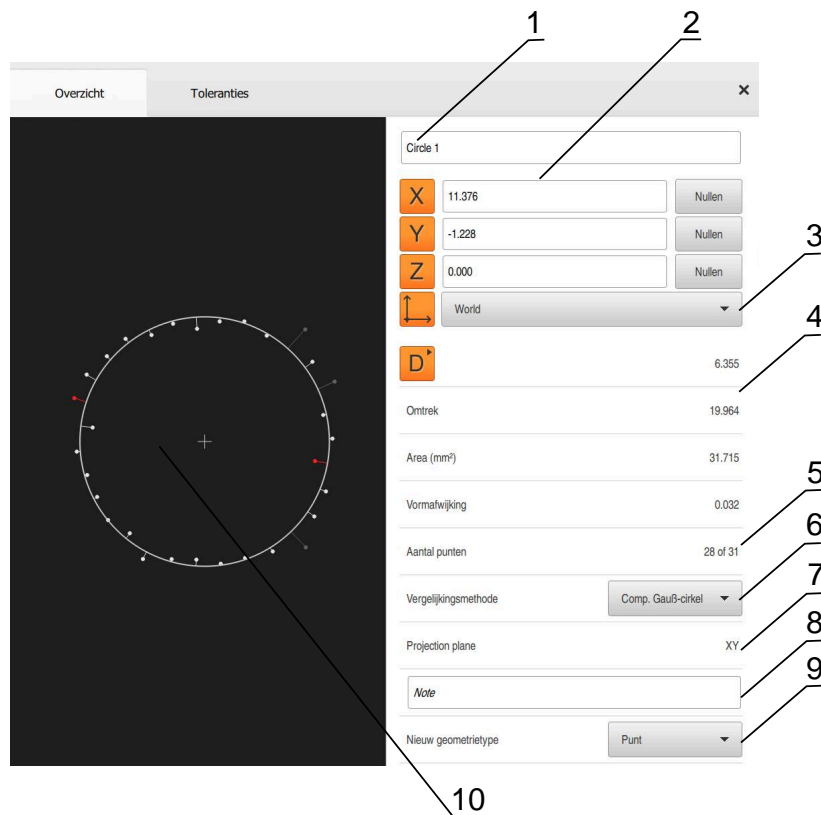 1 2
Overzicht Toleranties ×
Circle 1
X 11.376 Nullen
Y -1.228 Nullen
3
Z 0.000 Nullen
World
4
D 6.355
Omtrek 19.964
Area (mm²) 31.715
5
Vormafwijking 0.032
6
Aantal punten 28 of 31
7
Vergelijkingsmethode Comp. Gauß-cirkel
8
Projection plane XY
9
Note
Nieuw geometrietype Punt
10